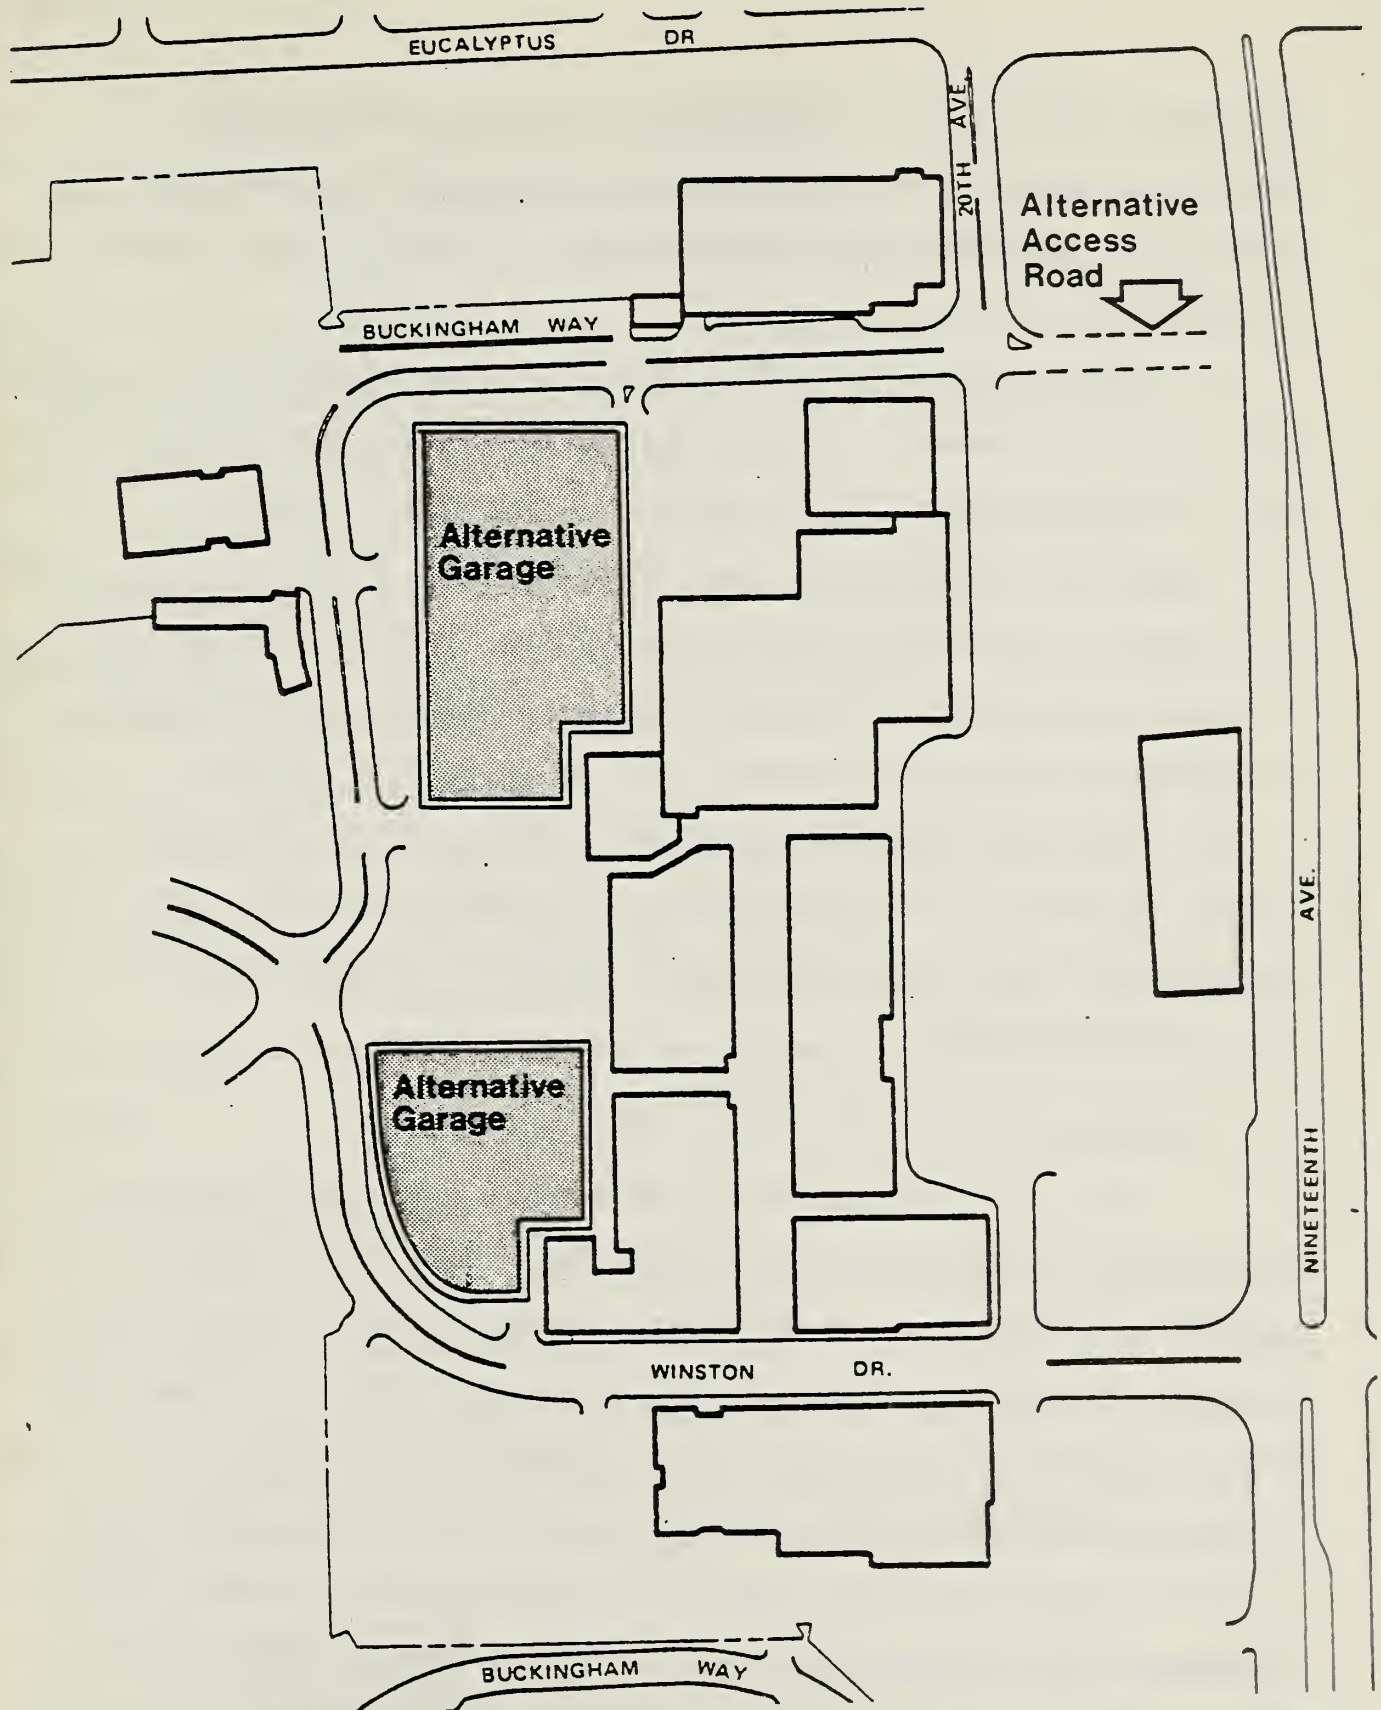 EUCALYPTUS DR
20TH AVE.
Alternative
Access
Road
BUCKINGHAM WAY
Alternative
Garage
AVE.
NINETEENTH
Alternative
Garage
WINSTON DR.
BUCKINGHAM WAY